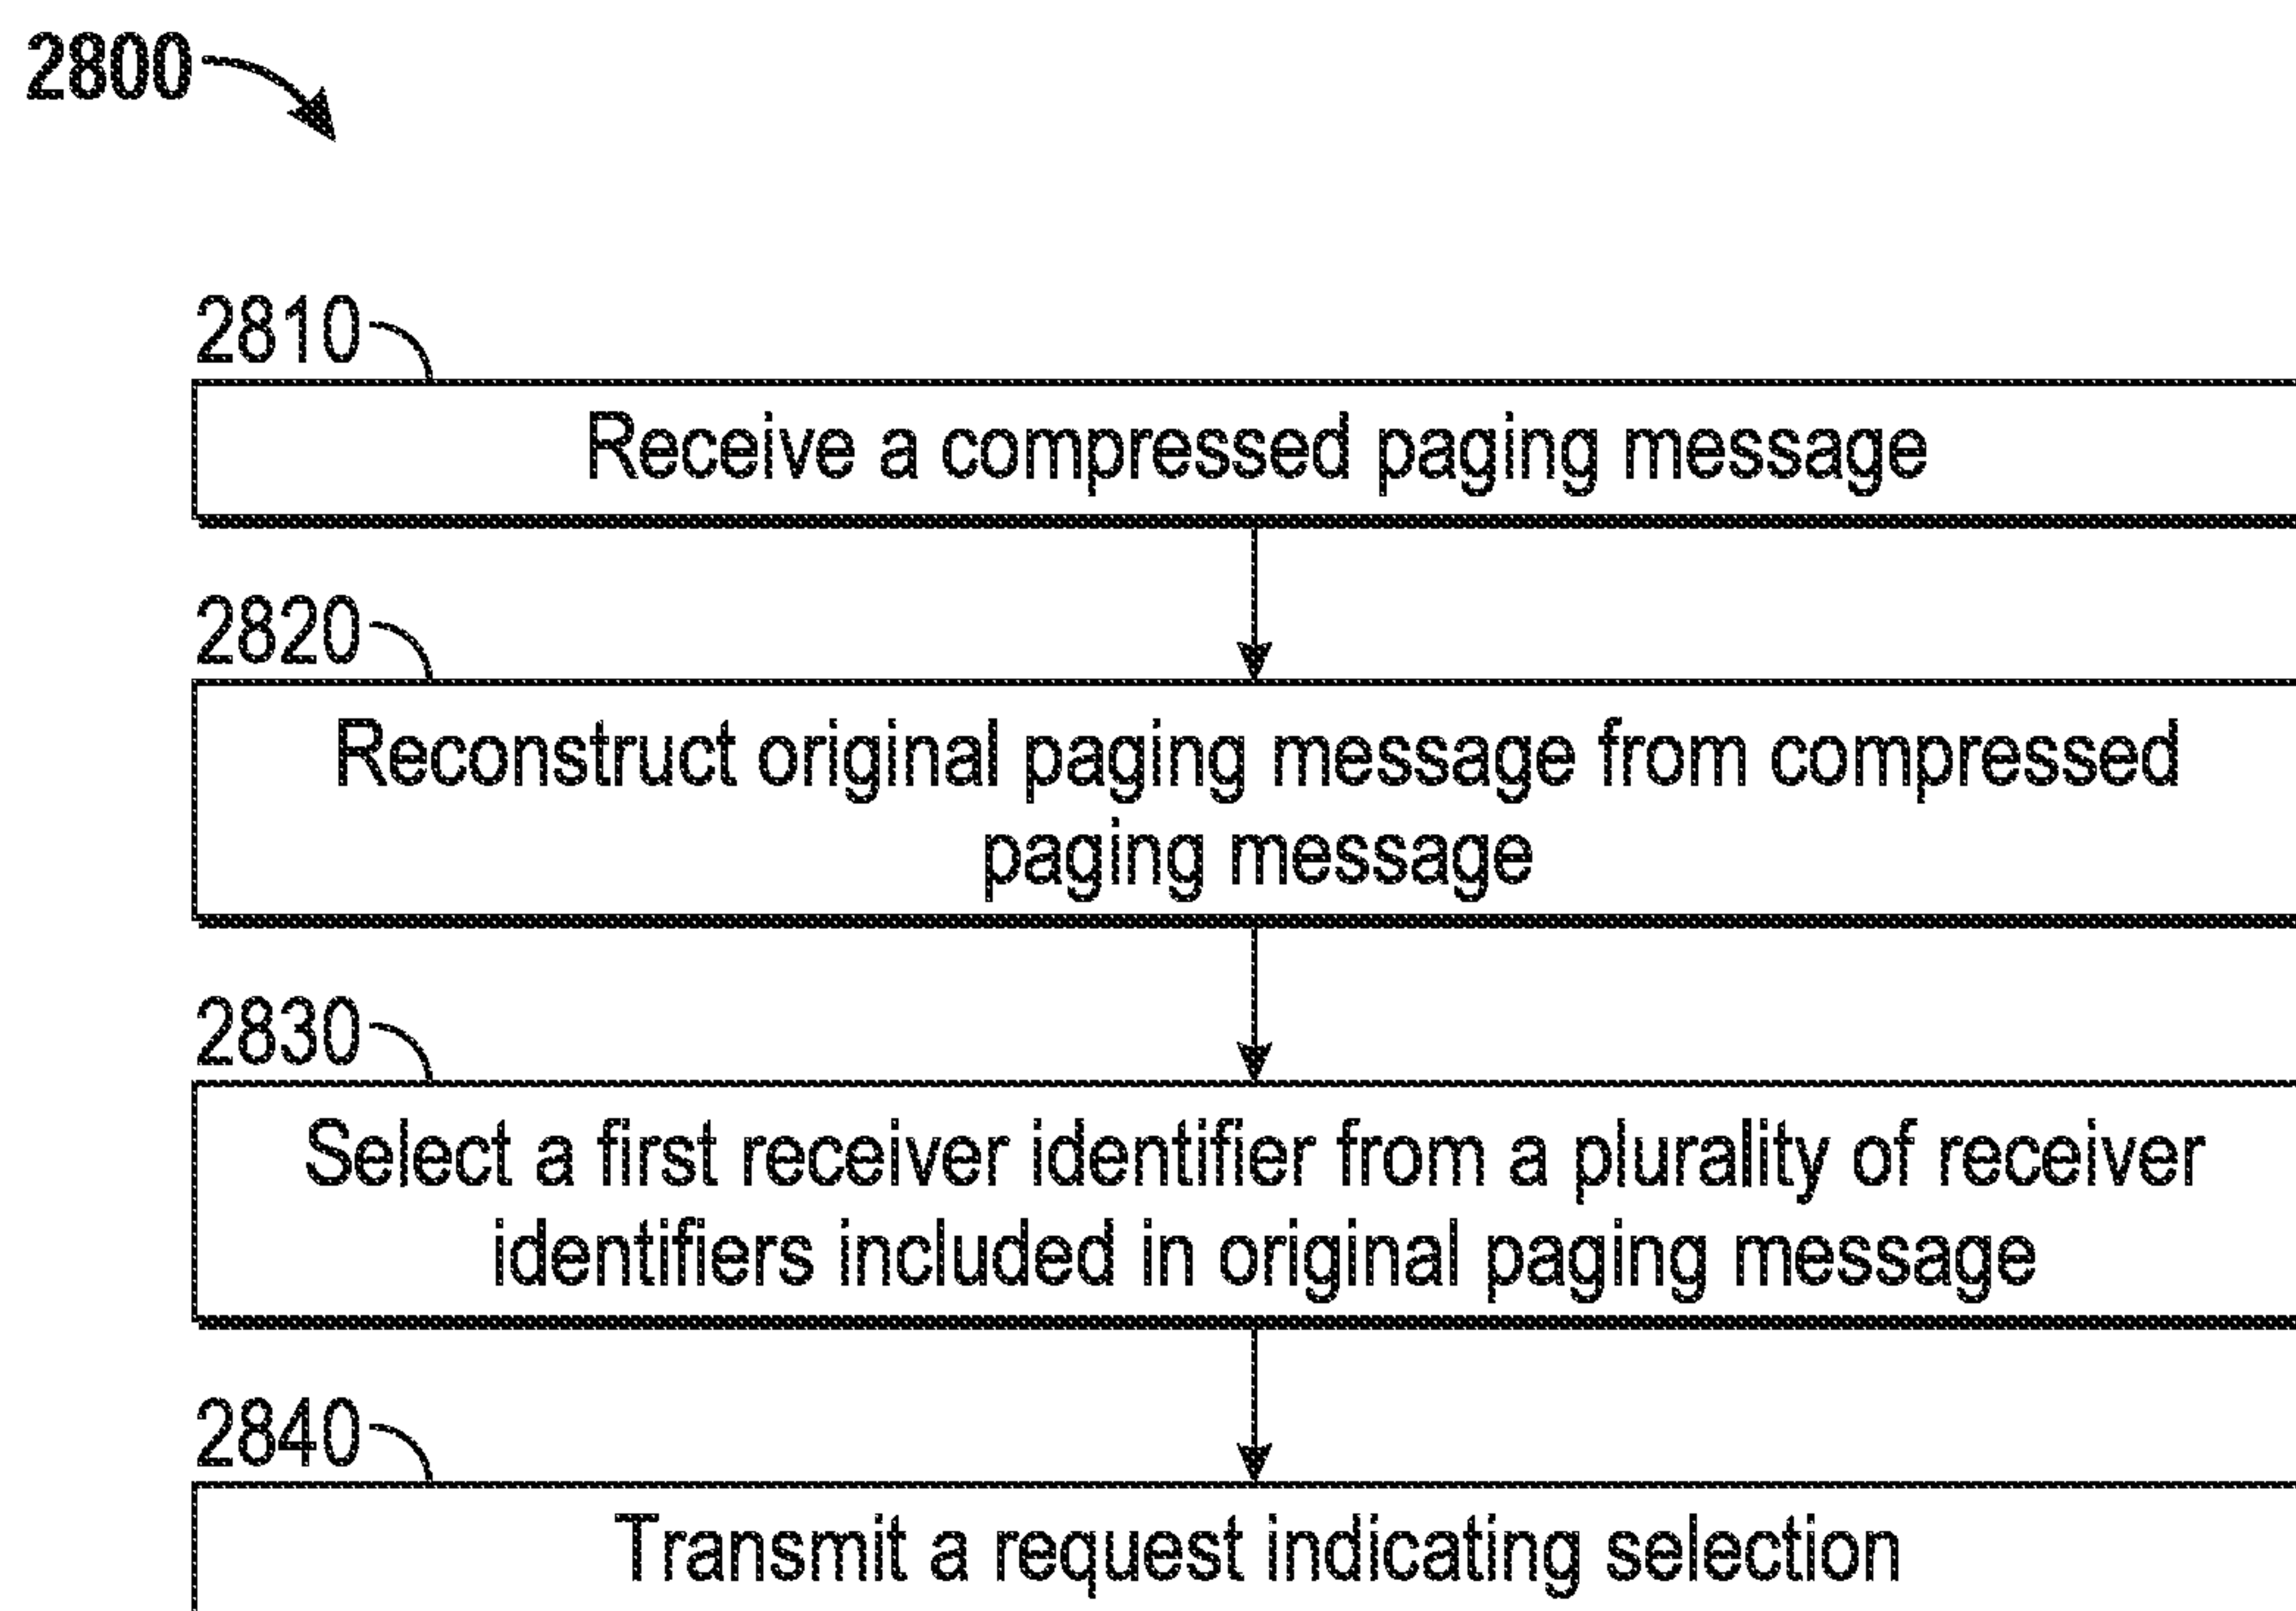 2800
2810
Receive a compressed paging message
2820
Reconstruct original paging message from compressed
paging message
2830
Select a first receiver identifier from a plurality of receiver
identifiers included in original paging message
2840
Transmit a request indicating selection